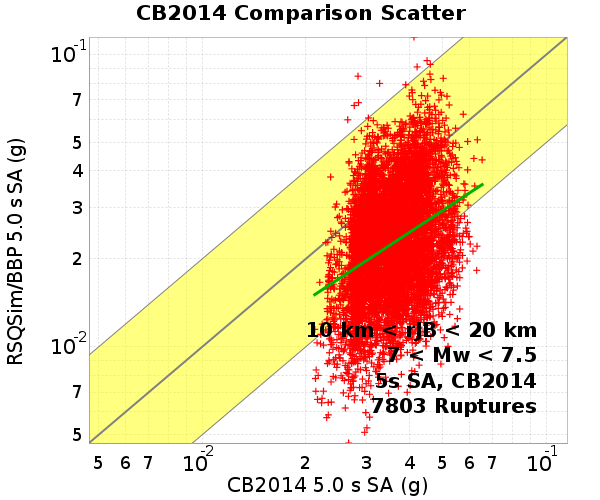 CB2014 Comparison Scatter
RSQSim/BBP 5.0 s SA (g)
10⁻¹
7
5
4
3
2
10⁻²
7
5
10 km < rJB < 20 km
7 < Mw < 7.5
5s SA, CB2014
7803 Ruptures
5 6 7 10⁻² 2 3 4 5 6 7 10⁻¹
CB2014 5.0 s SA (g)